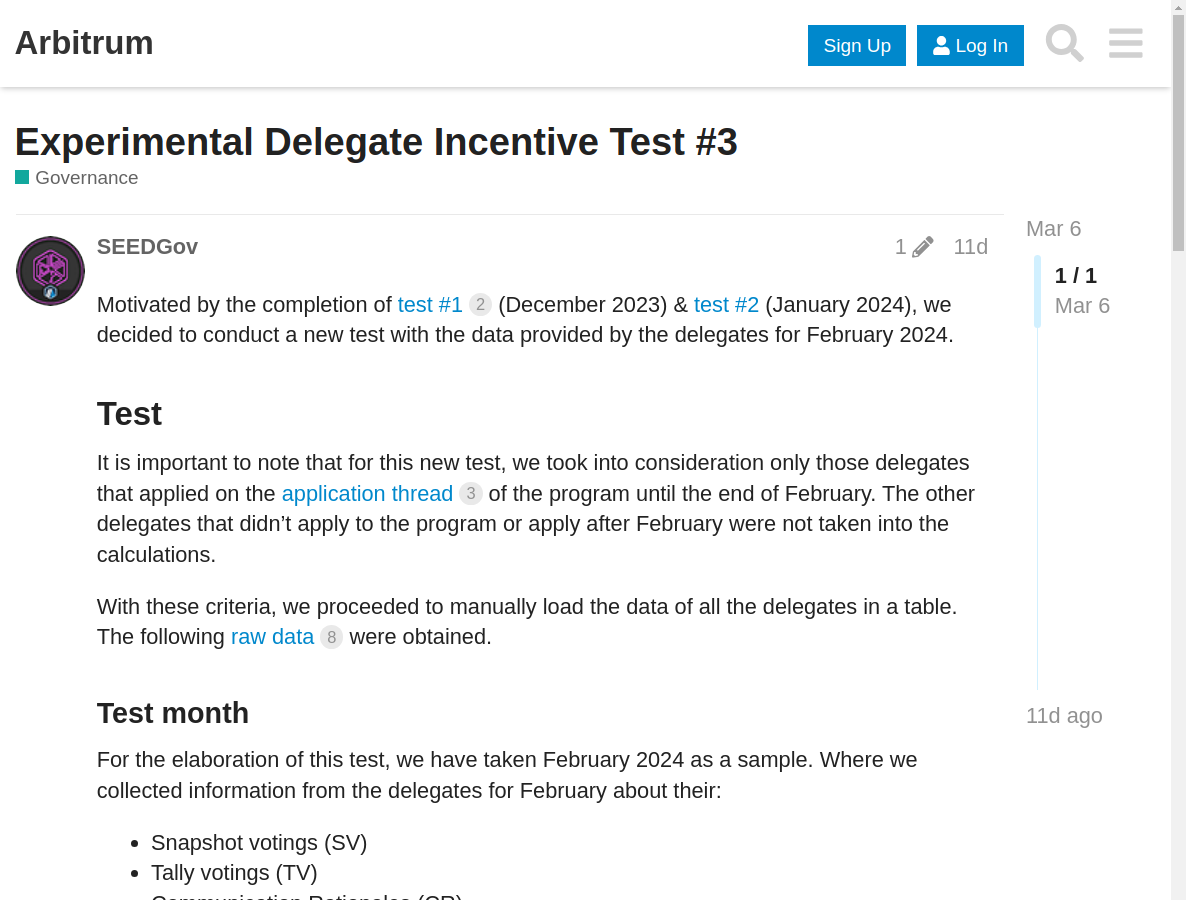 Arbitrum
Sign Up
Log In
Experimental Delegate Incentive Test #3
Governance
SEEDGov
1
11d
Mar 6
1 / 1
Mar 6
Motivated by the completion of test #1 2 (December 2023) & test #2 (January 2024), we
decided to conduct a new test with the data provided by the delegates for February 2024.
Test
It is important to note that for this new test, we took into consideration only those delegates
that applied on the application thread 3 of the program until the end of February. The other
delegates that didn’t apply to the program or apply after February were not taken into the
calculations.
With these criteria, we proceeded to manually load the data of all the delegates in a table.
The following raw data 8 were obtained.
Test month
11d ago
For the elaboration of this test, we have taken February 2024 as a sample. Where we
collected information from the delegates for February about their:
• Snapshot votings (SV)
• Tally votings (TV)
Communication Rationales (CR)